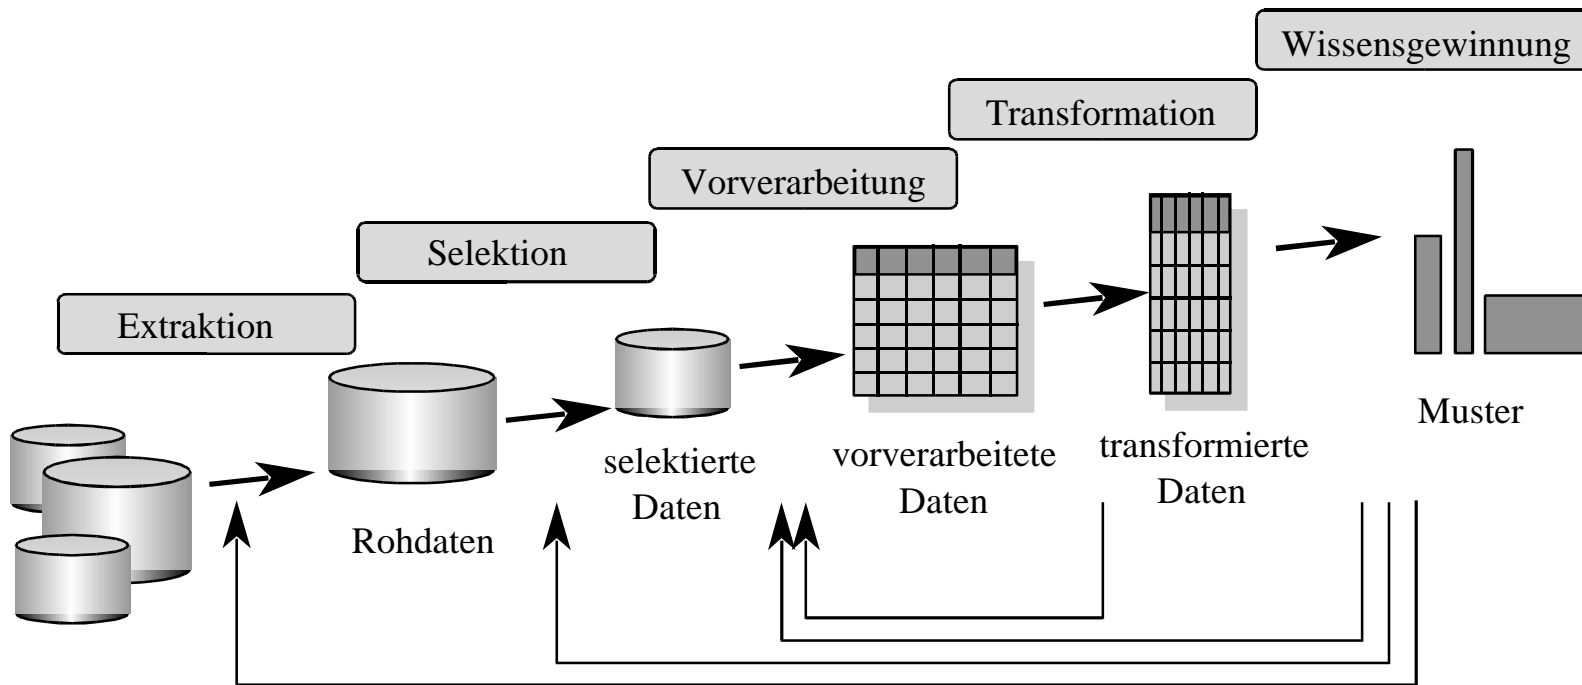 Wissensgewinnung
Transformation
Vorverarbeitung
Selektion
Extraktion
Rohdaten
selektierte
Daten
vorverarbeitete
Daten
transformierte
Daten
Muster